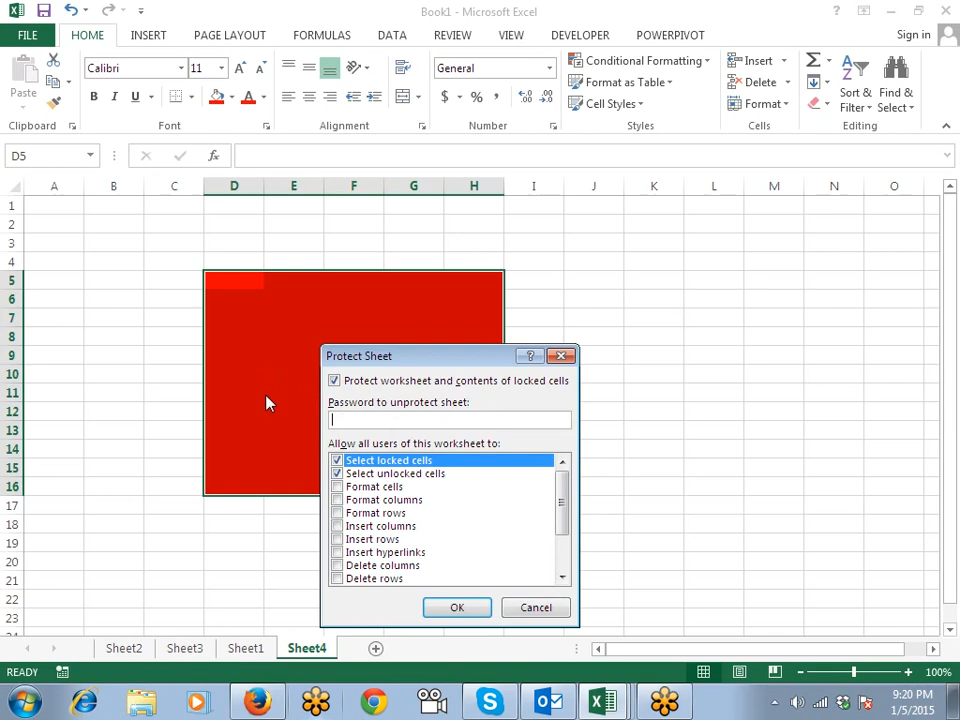 Book1 - Microsoft Excel
FILE HOME INSERT PAGE LAYOUT FORMULAS DATA REVIEW VIEW DEVELOPER POWERPIVOT Sign in
Paste Calibri 11 General Conditional Formatting Insert
B I U $ % , Format as Table Delete Sort & Filter Find & Select
Cell Styles Format
Clipboard Font Alignment Number Styles Cells Editing
D5 fx
A B C D E F G H I J K L M N O
1
2
3
4
5
6
7
8
9
10
11
12
13
14
15
16
17
18
19
20
21
22
23
Protect Sheet
Protect worksheet and contents of locked cells
Password to unprotect sheet:
Allow all users of this worksheet to:
Select locked cells
Select unlocked cells
Format cells
Format columns
Format rows
Insert columns
Insert rows
Insert hyperlinks
Delete columns
Delete rows
OK Cancel
Sheet2 Sheet3 Sheet1 Sheet4
READY 100%
9:20 PM
1/5/2015